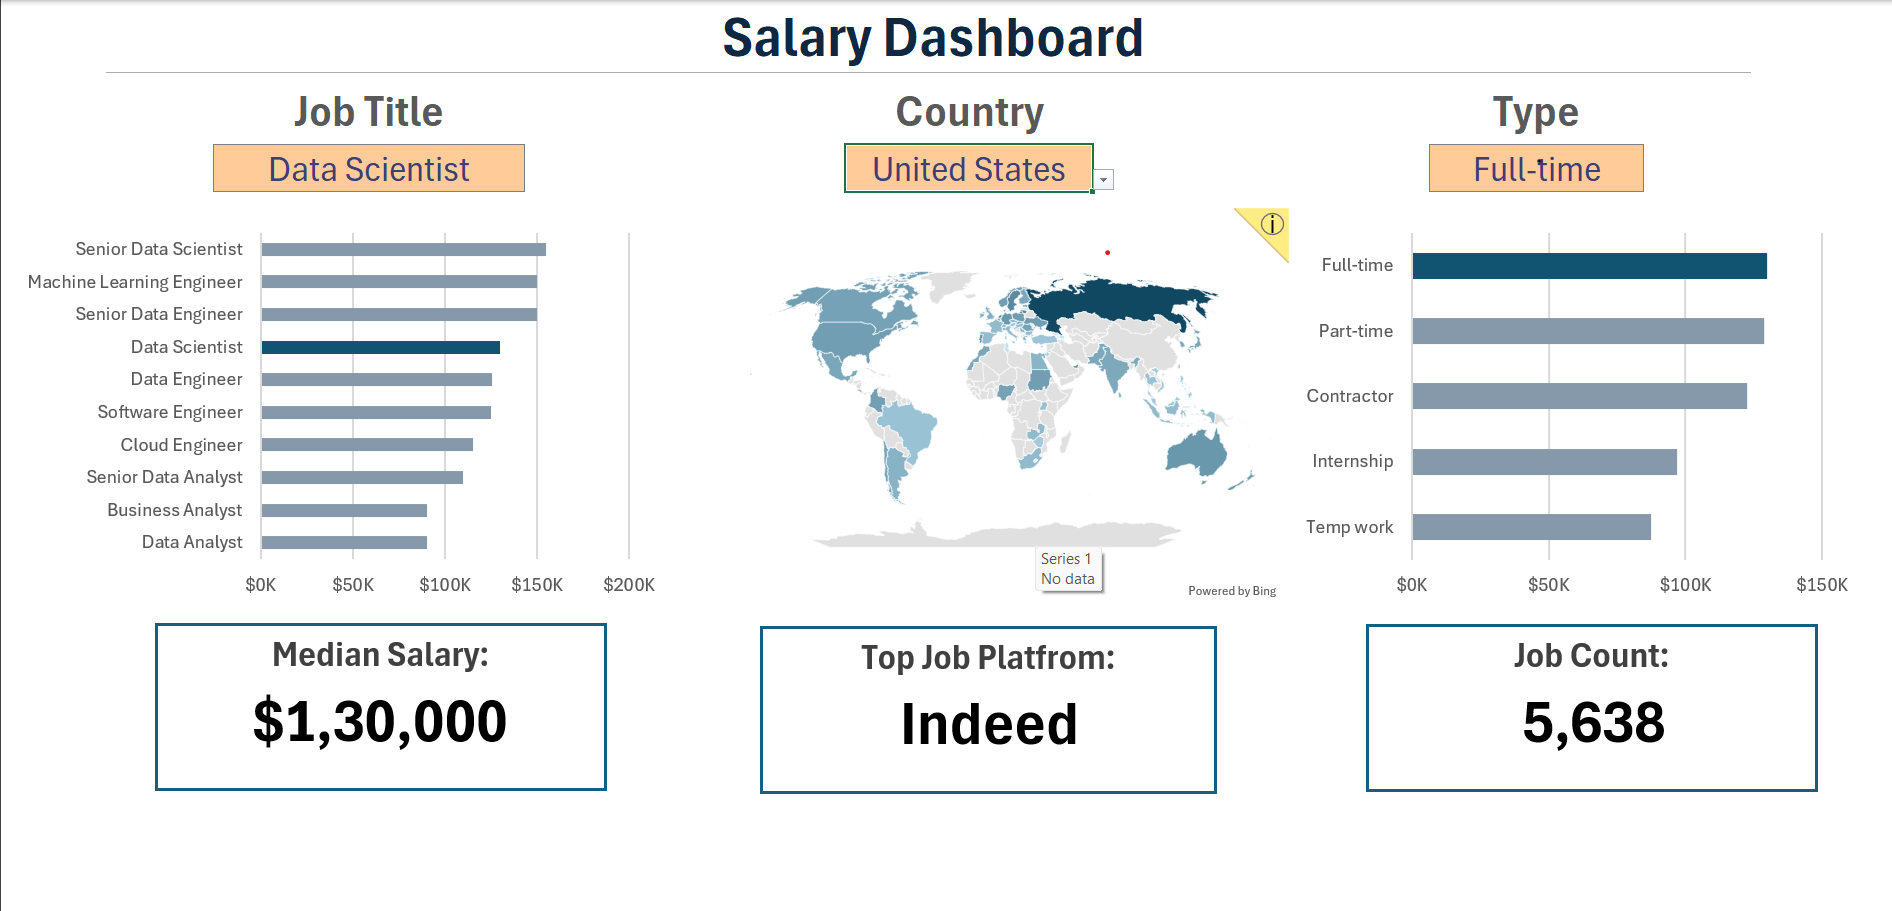 Salary Dashboard
Job Title
Data Scientist
Country
United States
Type
Full-time
Senior Data Scientist
Machine Learning Engineer
Senior Data Engineer
Data Scientist
Data Engineer
Software Engineer
Cloud Engineer
Senior Data Analyst
Business Analyst
Data Analyst
$0K $50K $100K $150K $200K
Series 1
No data
Powered by Bing
Full-time
Part-time
Contractor
Internship
Temp work
$0K $50K $100K $150K
Median Salary:
$1,30,000
Top Job Platfrom:
Indeed
Job Count:
5,638